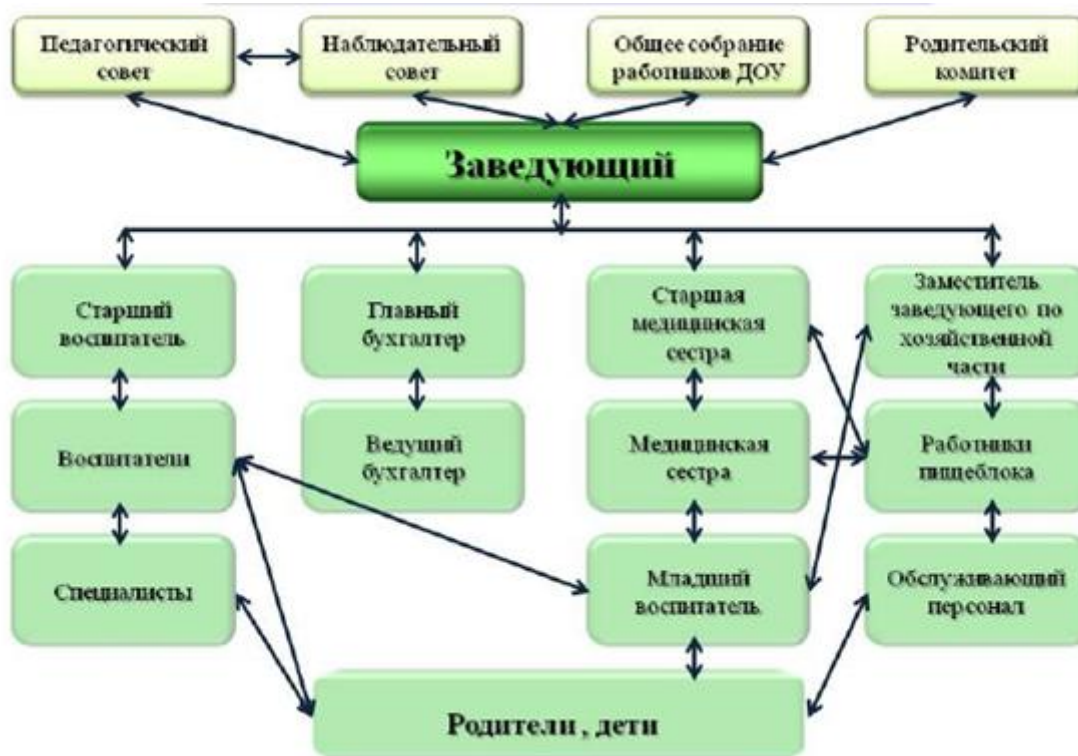 Педагогический
совет
Наблюдательный
совет
Общее собрание
работников ДОУ
Родительский
комитет
Заведующий
Старший
воспитатель
Главный
бухгалтер
Старшая
медицинская
сестра
Заместитель
заведующего по
хозяйственной
части
Воспитатели
Ведущий
бухгалтер
Медицинская
сестра
Работники
пищеблока
Специалисты
Младший
воспитатель
Обслуживающий
персонал
Родители , дети